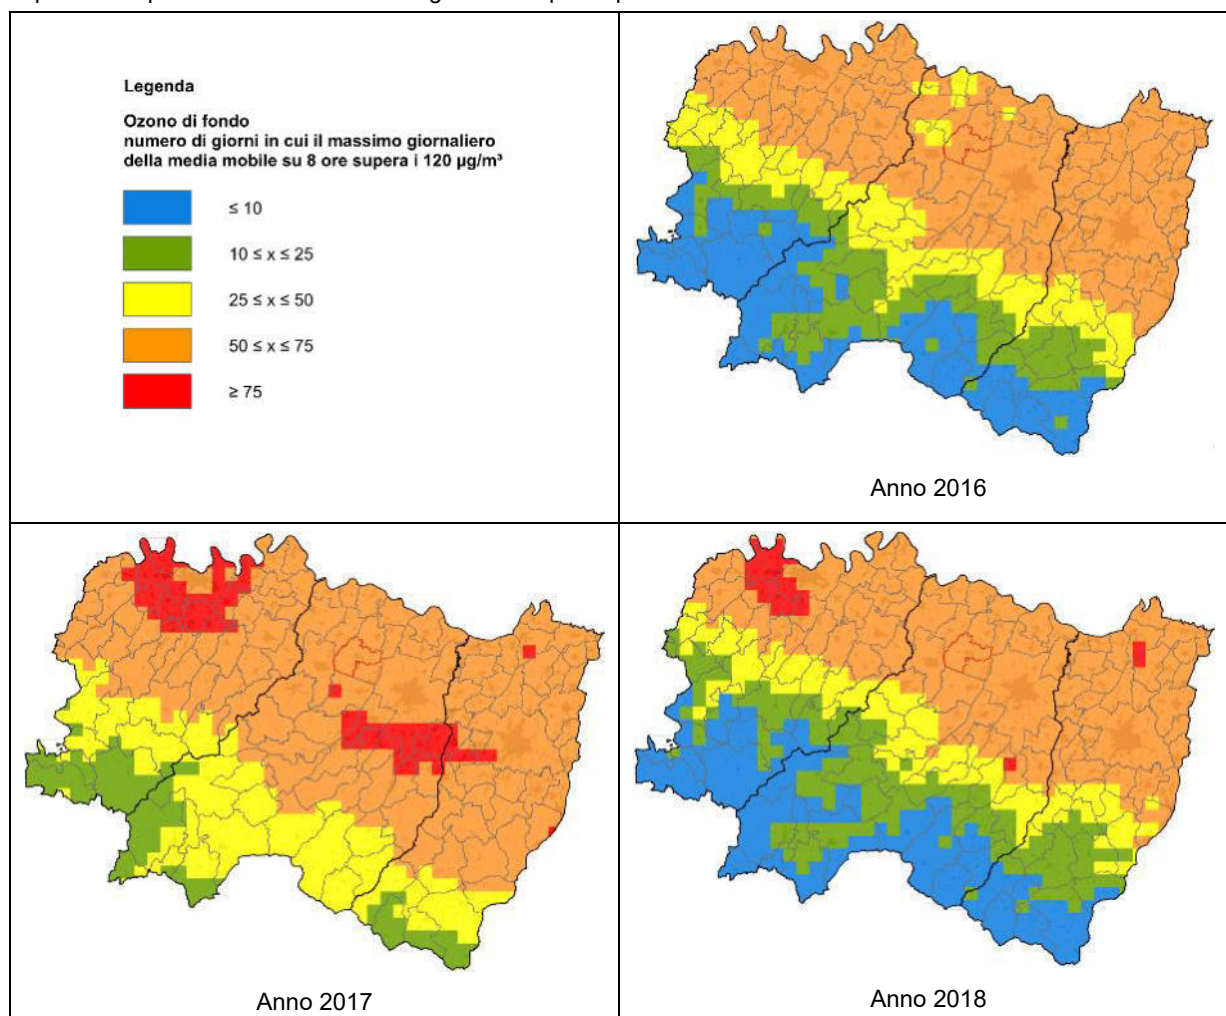 Legenda
Ozono di fondo
numero di giorni in cui il massimo giornaliero
della media mobile su 8 ore supera i 120 µg/m³
≤ 10
10 ≤ x ≤ 25
25 ≤ x ≤ 50
50 ≤ x ≤ 75
≥ 75
Anno 2016
Anno 2017
Anno 2018